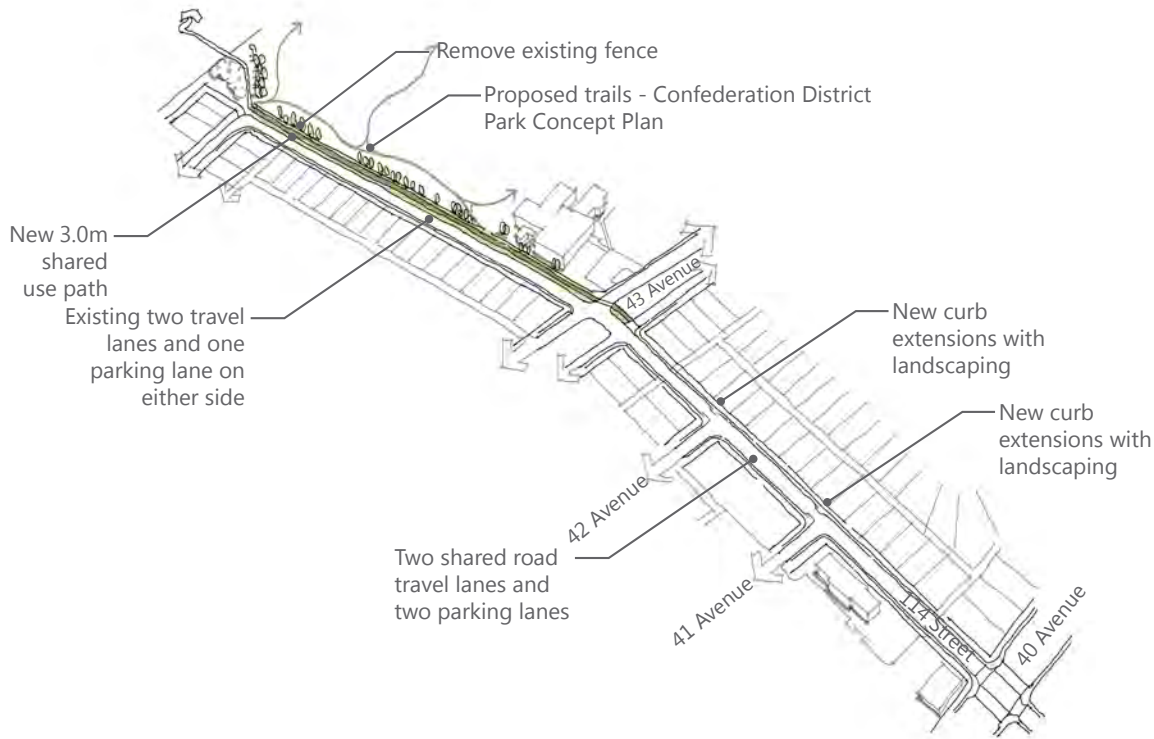 Remove existing fence
Proposed trails - Confederation District
Park Concept Plan
New 3.0m
shared
use path
Existing two travel
lanes and one
parking lane on
either side
43 Avenue
New curb
extensions with
landscaping
New curb
extensions with
landscaping
42 Avenue
Two shared road
travel lanes and
two parking lanes
41 Avenue
114 Street
40 Avenue